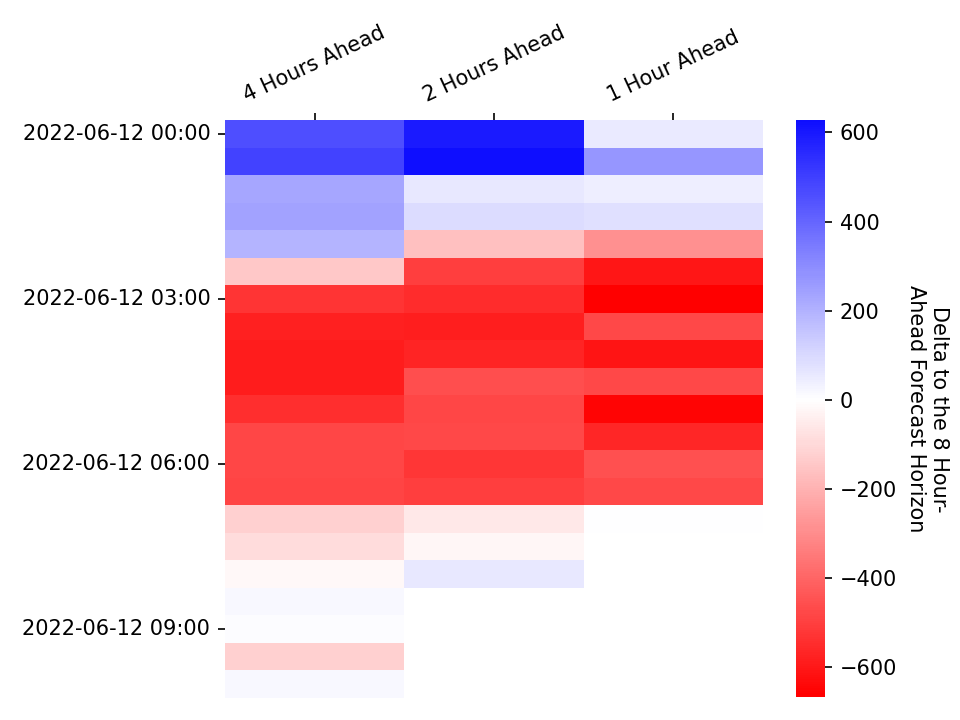 4 Hours Ahead
2 Hours Ahead
1 Hour Ahead
2022-06-12 00:00
2022-06-12 03:00
2022-06-12 06:00
2022-06-12 09:00
600
400
200
0
−200
−400
−600
Delta to the 8 Hour-
Ahead Forecast Horizon